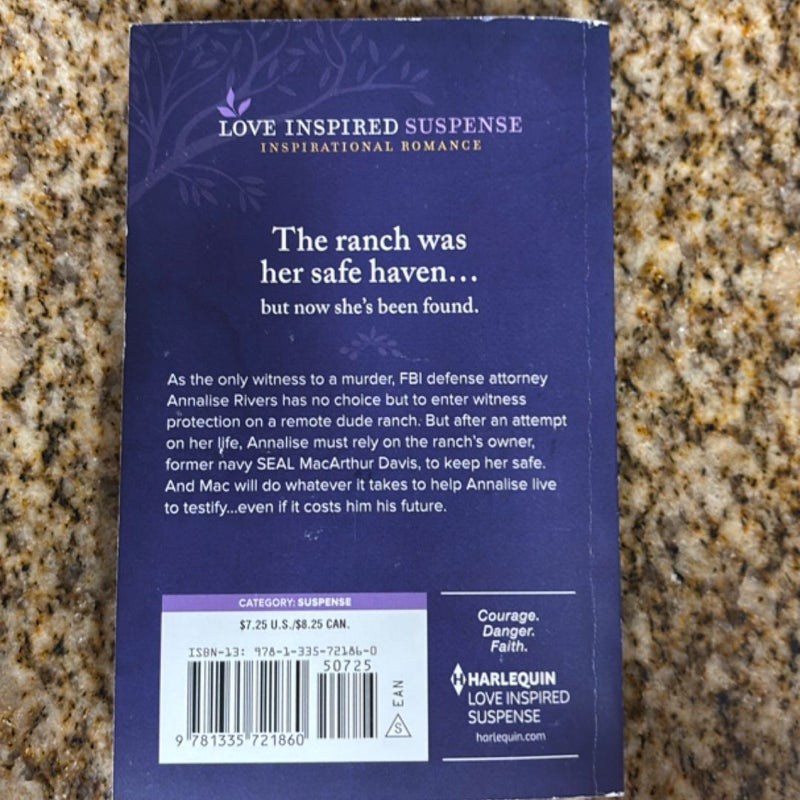 LOVE INSPIRED SUSPENSE
INSPIRATIONAL ROMANCE
The ranch was
her safe haven...
but now she's been found.
As the only witness to a murder, FBI defense attorney
Annalise Rivers has no choice but to enter witness
protection on a remote dude ranch. But after an attempt
on her life, Annalise must rely on the ranch's owner,
former navy SEAL MacArthur Davis, to keep her safe.
And Mac will do whatever it takes to help Annalise live
to testify...even if it costs him his future.
CATEGORY: SUSPENSE
$7.25 U.S./$8.25 CAN.
ISBN-13: 978-1-335-72186-0
50725
EAN
S
9 781335 721860
Courage.
Danger.
Faith.
H HARLEQUIN
LOVE INSPIRED
SUSPENSE
harlequin.com